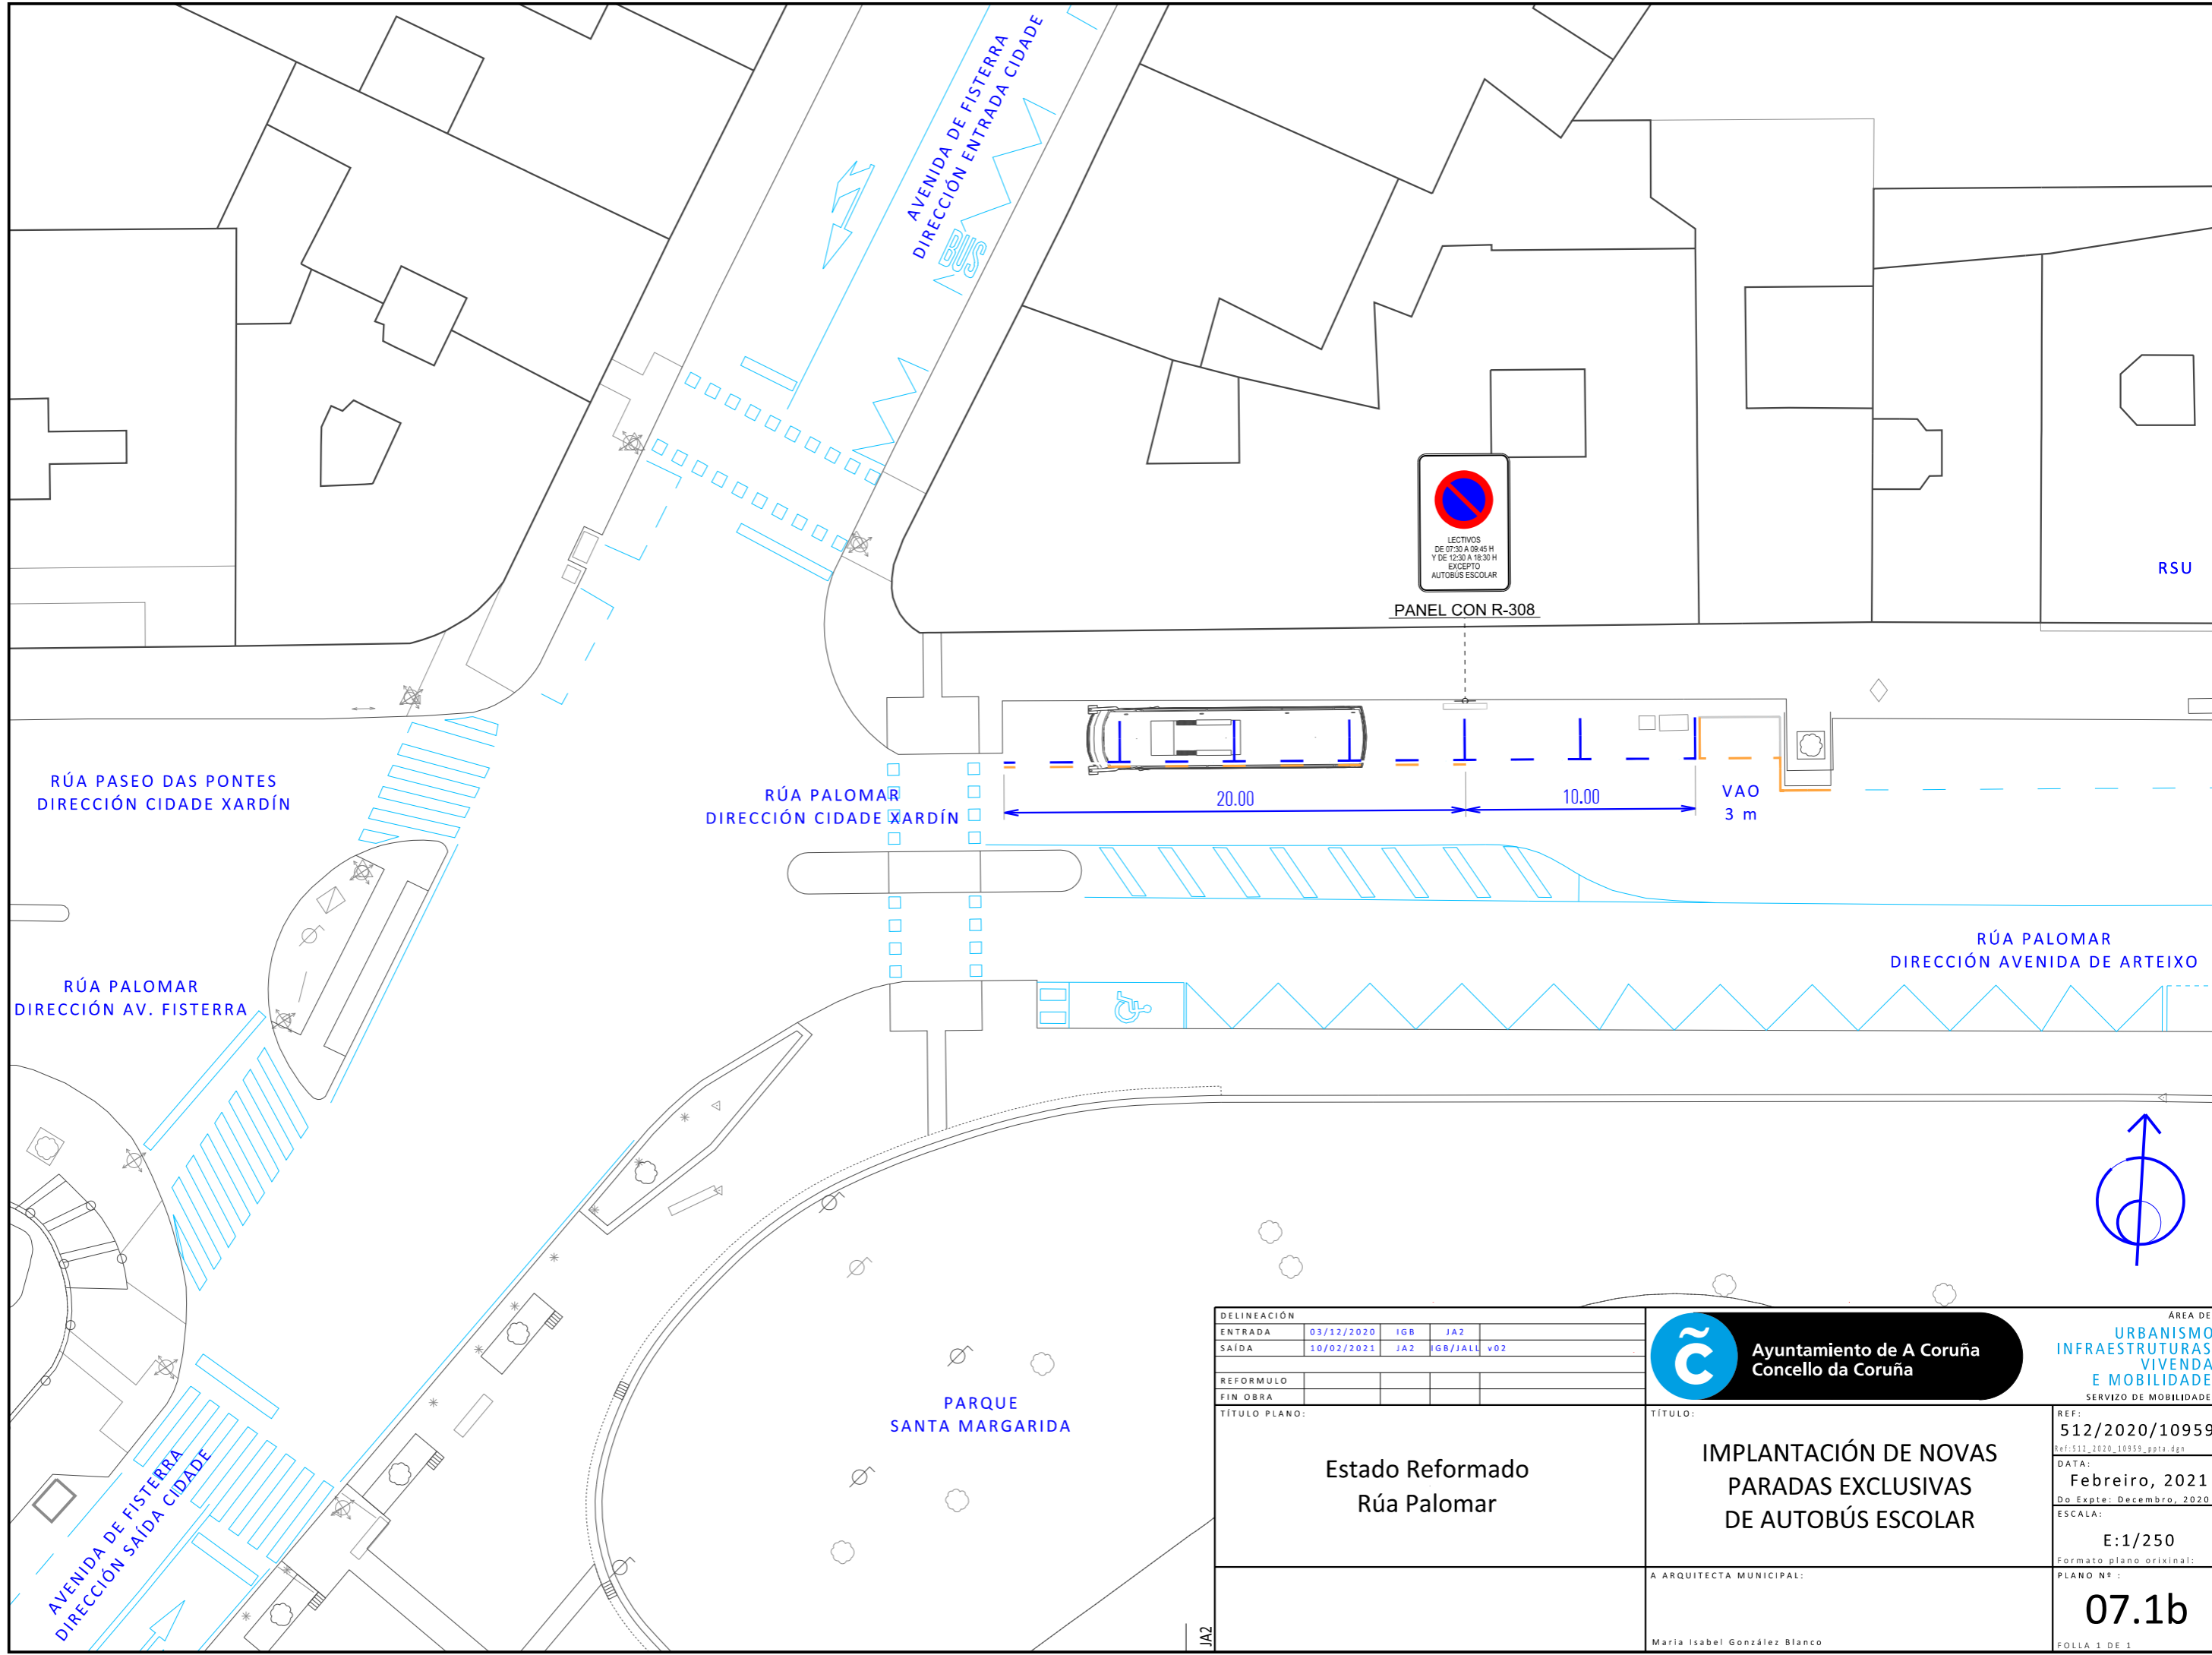 AVENIDA DE FISTERRA
DIRECCIÓN ENTRADA CIDADE
BUS
LECTIVOS
DE 07:30 A 09:45 H
Y DE 12:30 A 18:30 H
EXCEPTO
AUTOBÚS ESCOLAR
PANEL CON R-308
RSU
RÚA PASEO DAS PONTES
DIRECCIÓN CIDADE XARDÍN
RÚA PALOMAR
DIRECCIÓN CIDADE XARDÍN
20.00
10.00
VAO
3 m
RÚA PALOMAR
DIRECCIÓN AVENIDA DE ARTEIXO
RÚA PALOMAR
DIRECCIÓN AV. FISTERRA
PARQUE
SANTA MARGARIDA
AVENIDA DE FISTERRA
DIRECCIÓN SAÍDA CIDADE
JA2
DELINEACIÓN
ENTRADA 03/12/2020 IGB JA2
SAÍDA 10/02/2021 JA2 IGB/JALL v02
REFORMULO
FIN OBRA
TÍTULO PLANO:
Estado Reformado
Rúa Palomar
Ayuntamiento de A Coruña
Concello da Coruña
ÁREA DE
URBANISMO
INFRAESTRUTURAS
VIVENDA
E MOBILIDADE
SERVIZO DE MOBILIDADE
TÍTULO:
IMPLANTACIÓN DE NOVAS
PARADAS EXCLUSIVAS
DE AUTOBÚS ESCOLAR
A ARQUITECTA MUNICIPAL:
María Isabel González Blanco
REF:
512/2020/10959
Ref:512_2020_10959_ppta.dgn
DATA:
Febreiro, 2021
Do Expte: Decembro, 2020
ESCALA:
E:1/250
Formato plano orixinal:
PLANO Nº :
07.1b
FOLLA 1 DE 1